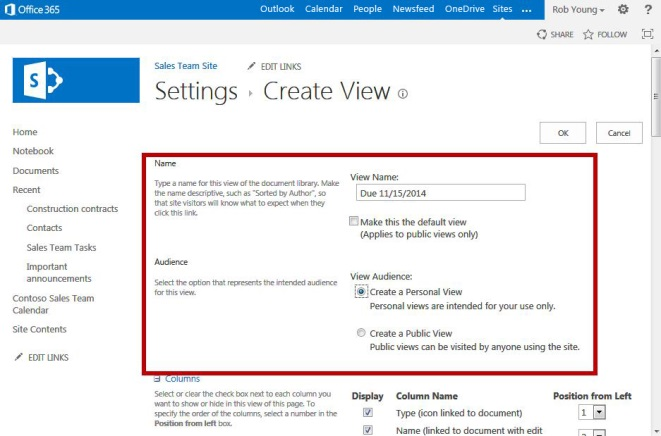 Office 365
Outlook Calendar People Newsfeed OneDrive Sites ... Rob Young ?
SHARE FOLLOW
Sales Team Site EDIT LINKS
Settings › Create View
S
Home
Notebook
Documents
Recent
Construction contracts
Contacts
Sales Team Tasks
Important
announcements
Contoso Sales Team
Calendar
Site Contents
EDIT LINKS
OK Cancel
Name
Type a name for this view of the document library. Make
the name descriptive, such as "Sorted by Author", so
that site visitors will know what to expect when they
click this link.
View Name:
Due 11/15/2014
Make this the default view
(Applies to public views only)
Audience
Select the option that represents the intended audience
for this view.
View Audience:
Create a Personal View
Personal views are intended for your use only.
Create a Public View
Public views can be visited by anyone using the site.
Columns
Select or clear the check box next to each column you
want to show or hide in this view of this page. To
specify the order of the columns, select a number in the
Position from left box.
Display Column Name Position from Left
Type (icon linked to document) 1
Name (linked to document with edit